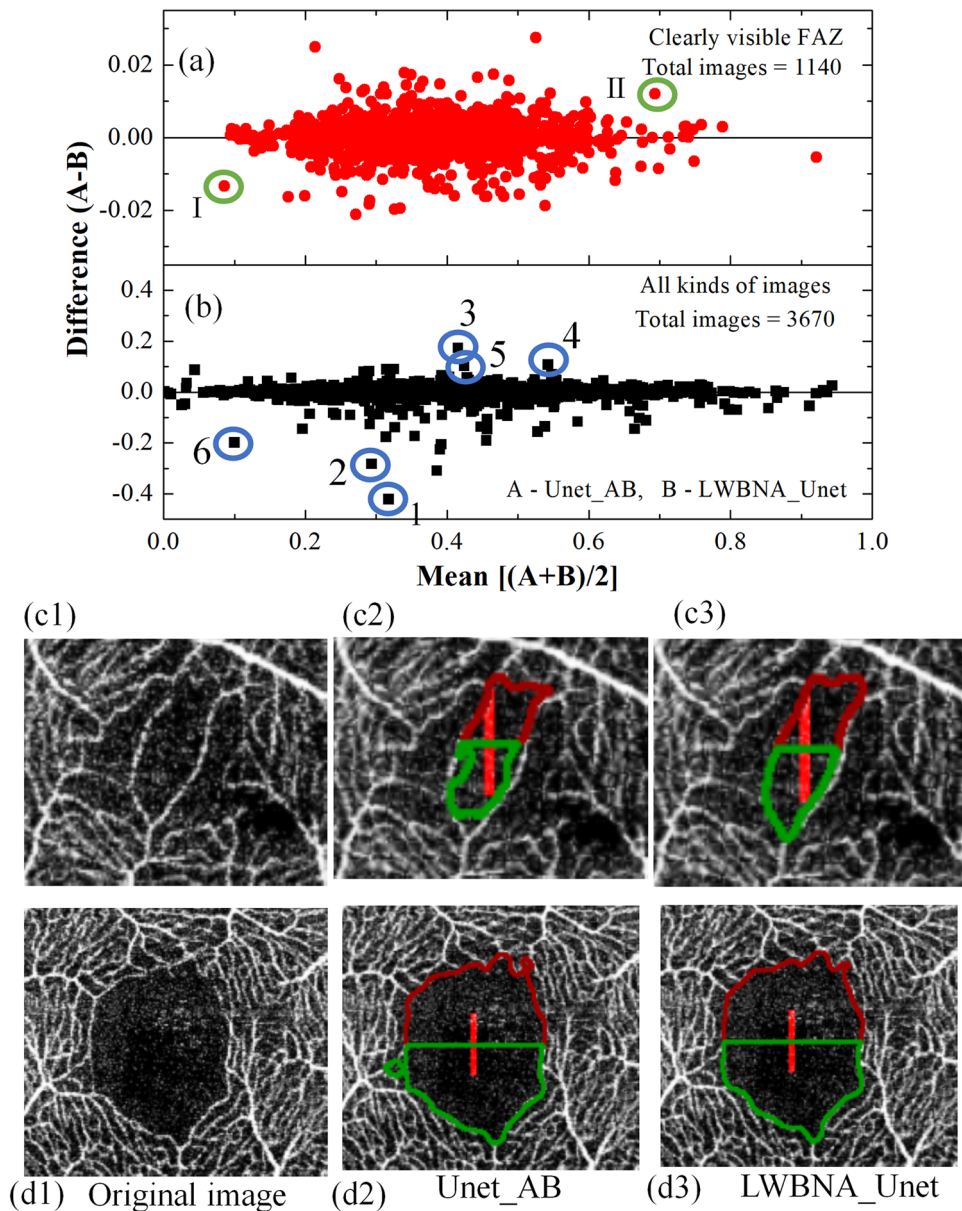 (a)
Clearly visible FAZ
Total images = 1140
0.02
0.00
-0.02
I
II
Difference (A-B)
(b)
All kinds of images
Total images = 3670
0.4
0.2
0.0
-0.2
-0.4
3
5
4
6
2
1
A - Unet_AB, B - LWBNA_Unet
0.0 0.2 0.4 0.6 0.8 1.0
Mean [(A+B)/2]
(c1) (c2) (c3)
(d1) Original image (d2) Unet_AB (d3) LWBNA_Unet